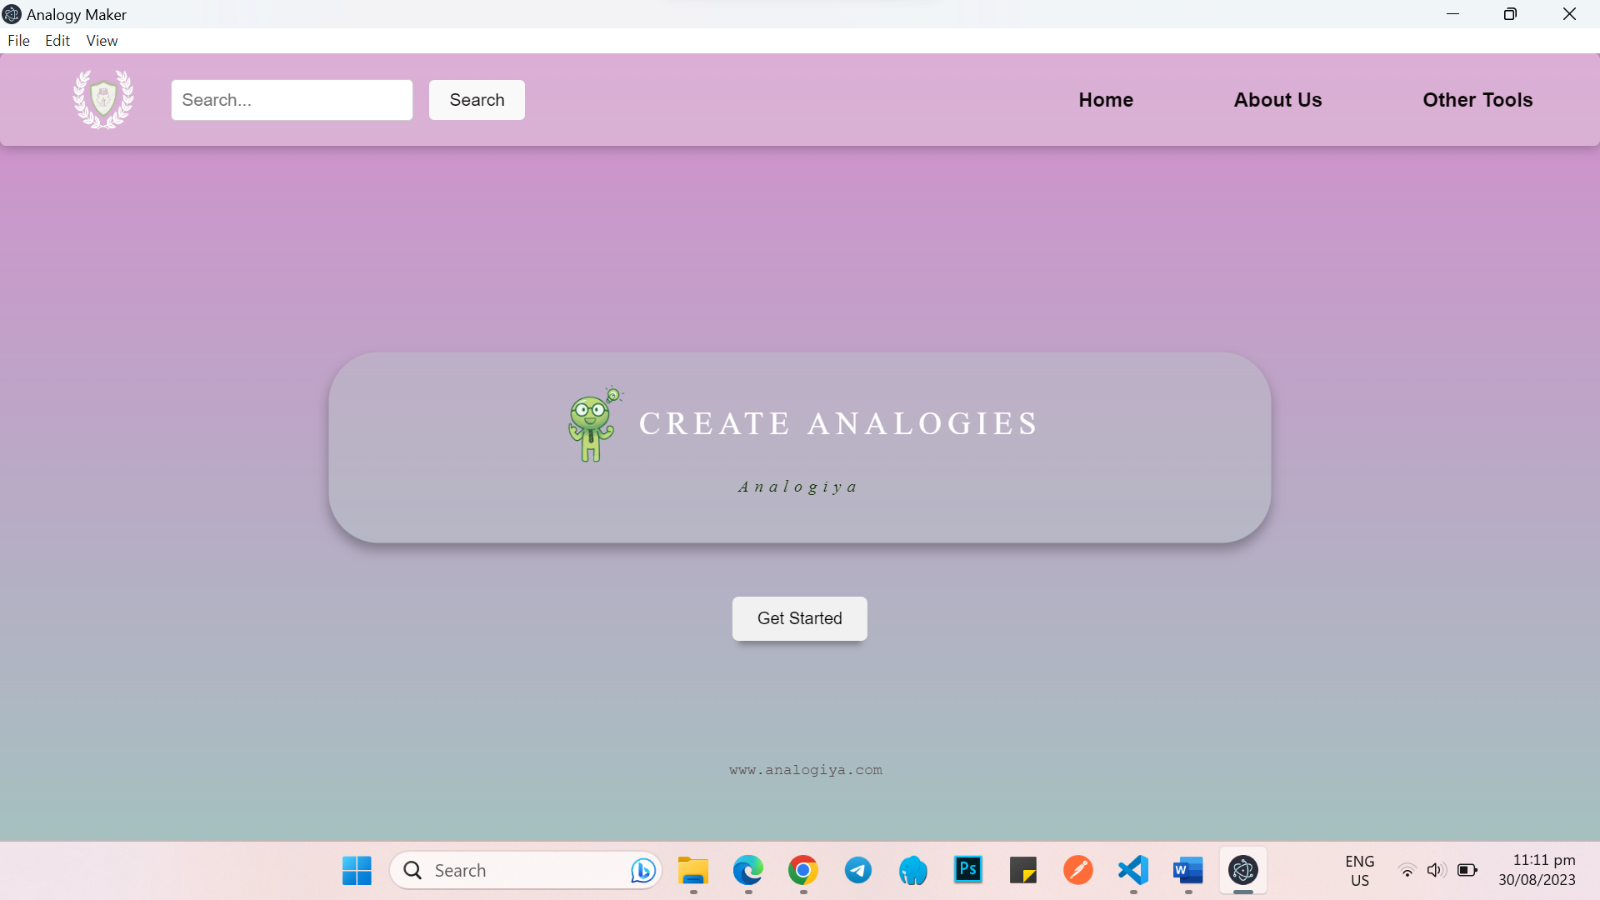 Analogy Maker
File Edit View
Search... Search Home About Us Other Tools
CREATE ANALOGIES
Analogiya
Get Started
www.analogiya.com
Search Ps W ENG US 11:11 pm 30/08/2023